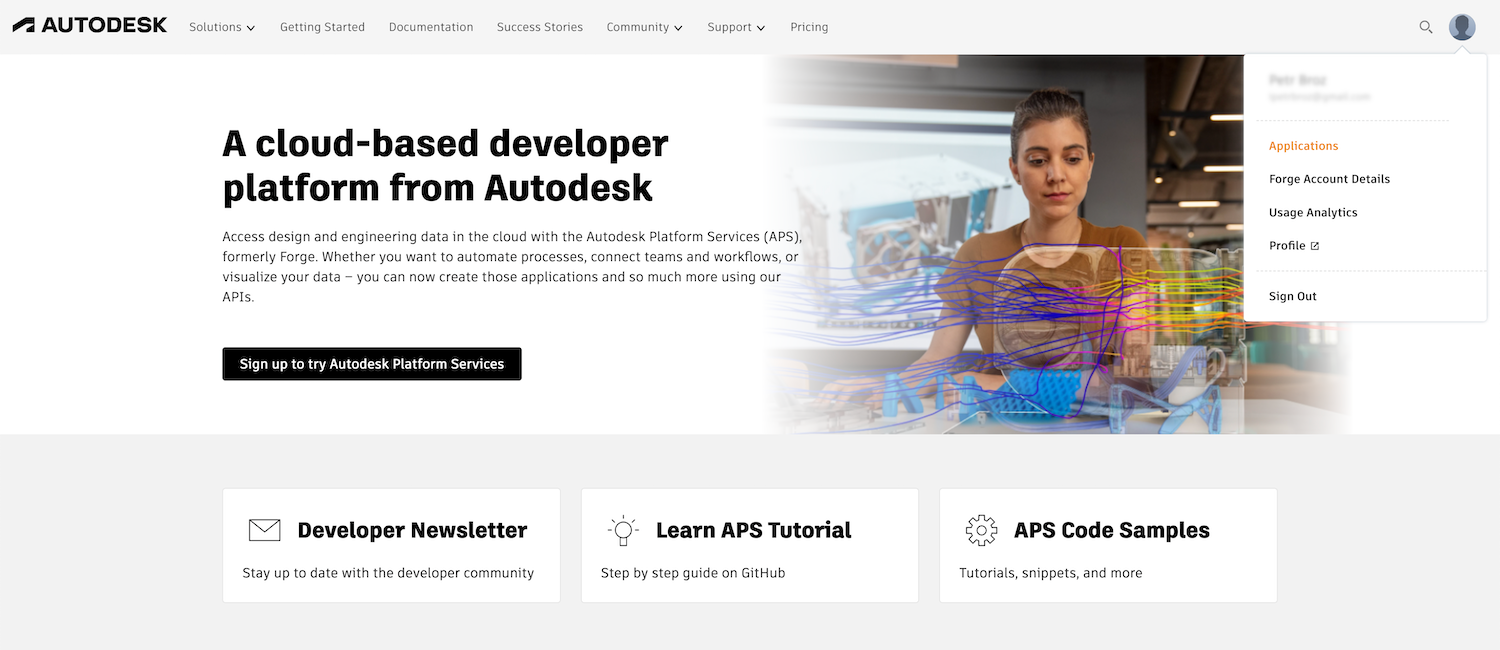 AUTODESK
Solutions
Getting Started
Documentation
Success Stories
Community
Support
Pricing
A cloud-based developer
platform from Autodesk
Access design and engineering data in the cloud with the Autodesk Platform Services (APS),
formerly Forge. Whether you want to automate processes, connect teams and workflows, or
visualize your data – you can now create those applications and so much more using our
APIs.
Sign up to try Autodesk Platform Services
Applications
Forge Account Details
Usage Analytics
Profile
Sign Out
Developer Newsletter
Stay up to date with the developer community
Learn APS Tutorial
Step by step guide on GitHub
APS Code Samples
Tutorials, snippets, and more